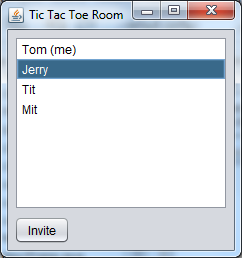 Tic Tac Toe Room
Tom (me)
Jerry
Tit
Mit
Invite